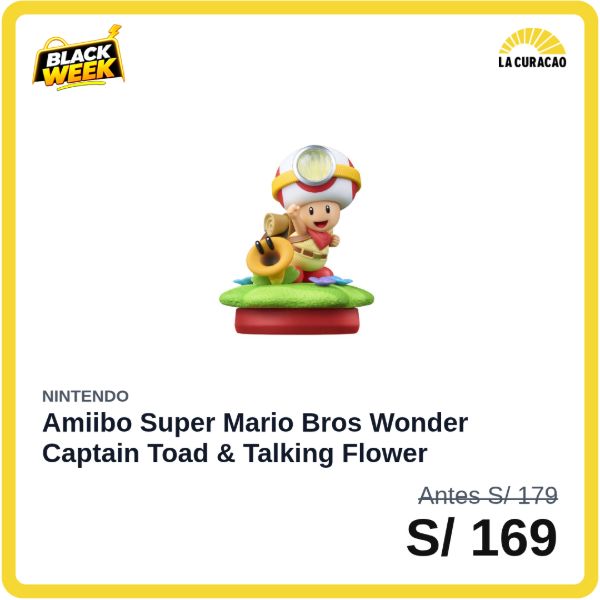 BLACK
WEEK
LA CURACAO
NINTENDO
Amiibo Super Mario Bros Wonder
Captain Toad & Talking Flower
Antes S/ 179
S/ 169